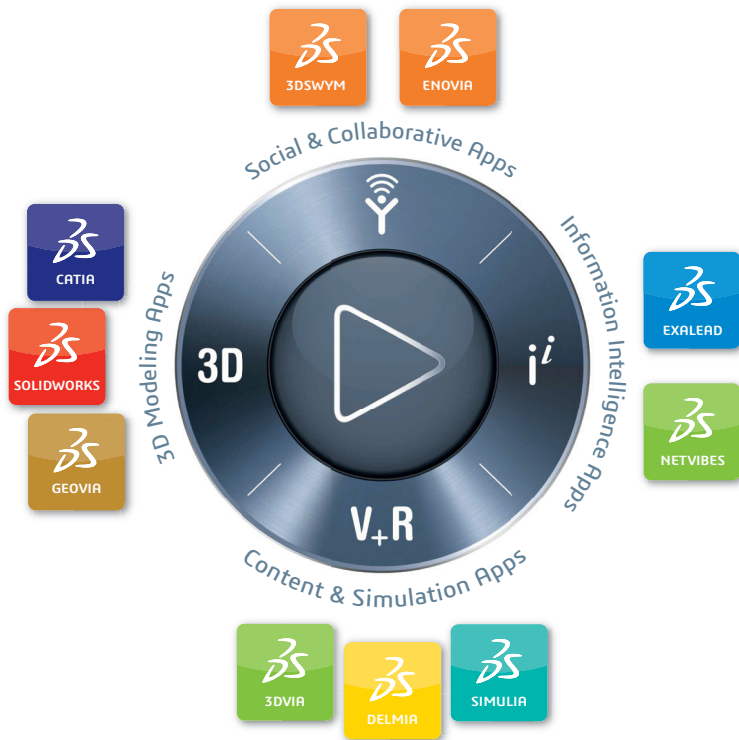 3DSWYM
ENOVIA
Social & Collaborative Apps
CATIA
SOLIDWORKS
GEOVIA
3D Modeling Apps
3D
i i
Information Intelligence Apps
EXALEAD
NETVIBES
V+R
Content & Simulation Apps
3DVIA
DELMIA
SIMULIA